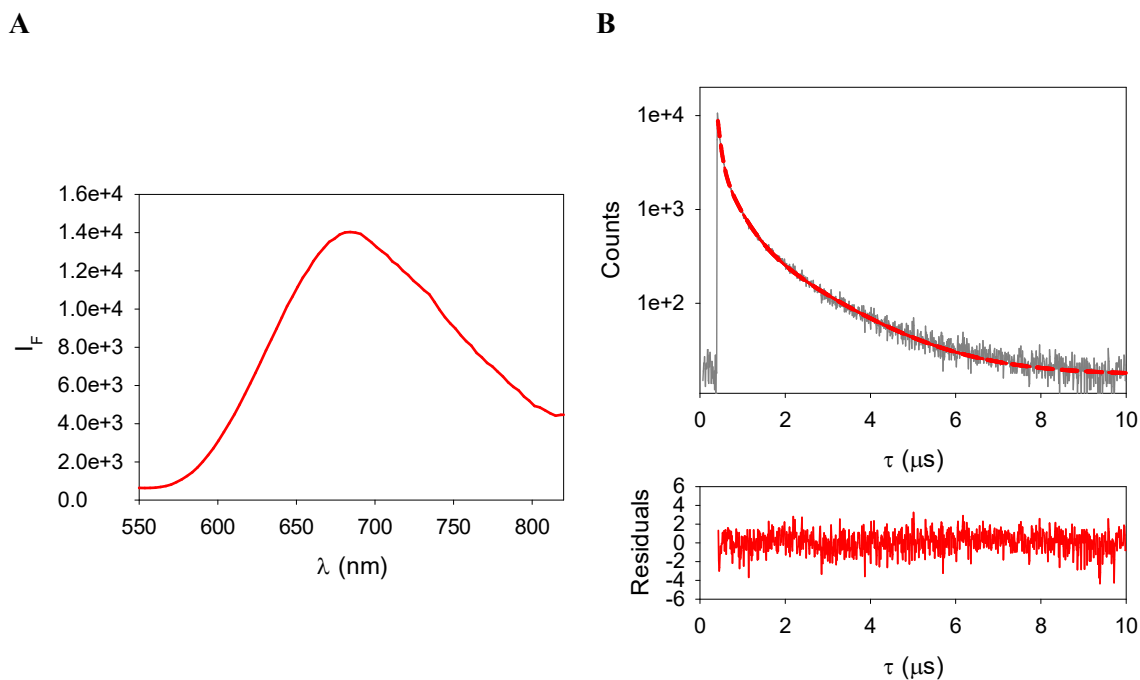 A
1.6e+4
1.4e+4
1.2e+4
1.0e+4
8.0e+3
6.0e+3
4.0e+3
2.0e+3
0.0
I_F
550 600 650 700 750 800
λ (nm)
B
1e+4
1e+3
1e+2
Counts
0 2 4 6 8 10
τ (μs)
6
4
2
0
-2
-4
-6
Residuals
0 2 4 6 8 10
τ (μs)